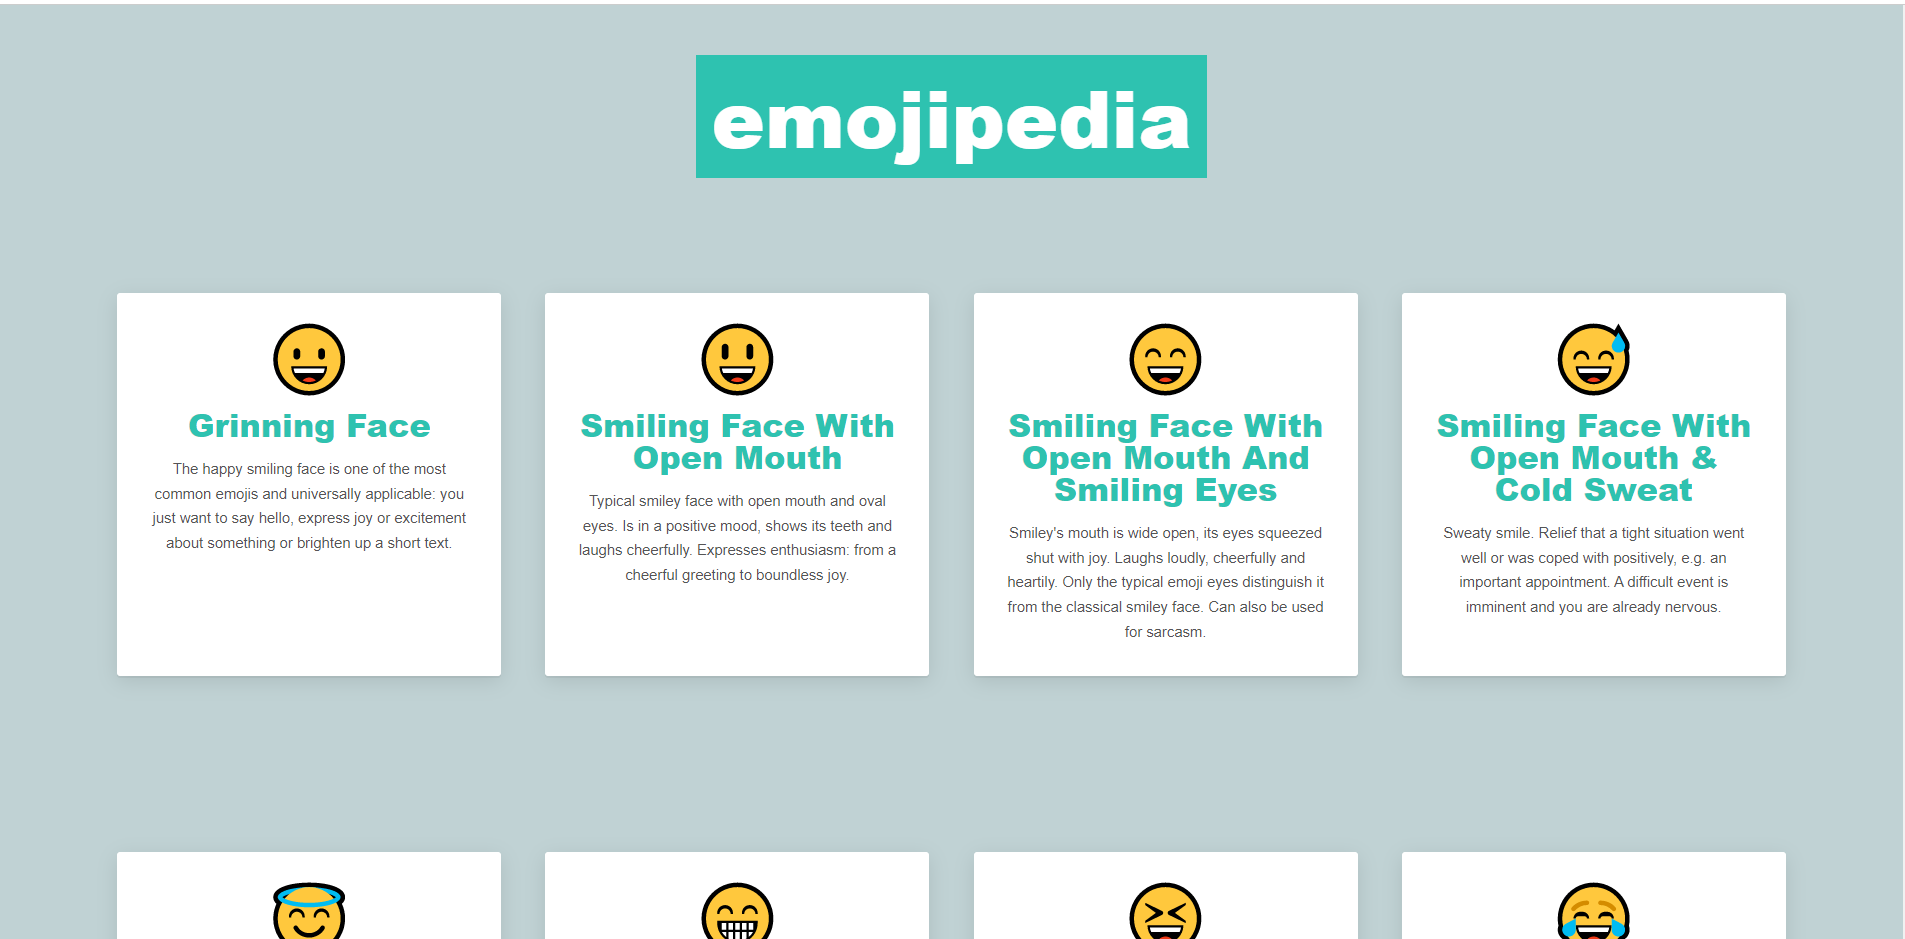 emojipedia
Grinning Face
The happy smiling face is one of the most
common emojis and universally applicable: you
just want to say hello, express joy or excitement
about something or brighten up a short text.
Smiling Face With
Open Mouth
Typical smiley face with open mouth and oval
eyes. Is in a positive mood, shows its teeth and
laughs cheerfully. Expresses enthusiasm: from a
cheerful greeting to boundless joy.
Smiling Face With
Open Mouth And
Smiling Eyes
Smiley's mouth is wide open, its eyes squeezed
shut with joy. Laughs loudly, cheerfully and
heartily. Only the typical emoji eyes distinguish it
from the classical smiley face. Can also be used
for sarcasm.
Smiling Face With
Open Mouth &
Cold Sweat
Sweaty smile. Relief that a tight situation went
well or was coped with positively, e.g. an
important appointment. A difficult event is
imminent and you are already nervous.